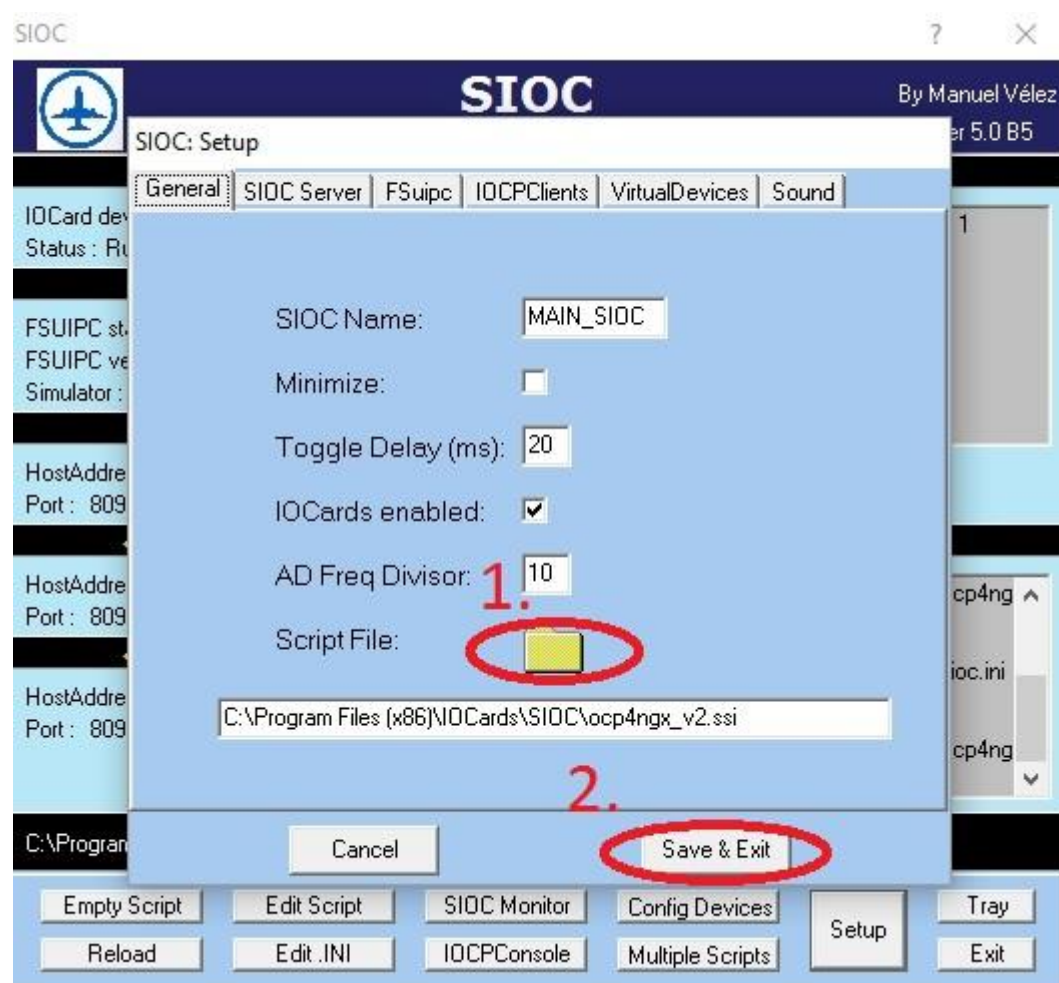 SIOC
?
SIOC
By Manuel Vélez
er 5.0 B5
SIOC: Setup
General SIOC Server FSuipc IOCPClients VirtualDevices Sound
IOCard dev
Status : Ru
1
FSUIPC st
FSUIPC ve
Simulator :
HostAddre
Port : 809
HostAddre
Port : 809
HostAddre
Port : 809
SIOC Name: MAIN_SIOC
Minimize:
Toggle Delay (ms): 20
IOCards enabled:
AD Freq Divisor: 10
1.
Script File:
C:\Program Files (x86)\IOCards\SIOC\ocp4ngx_v2.ssi
2.
cp4ng
ioc.ini
cp4ng
Cancel Save & Exit
C:\Program
Empty Script Edit Script SIOC Monitor Config Devices Setup Tray
Reload Edit .INI IOCPConsole Multiple Scripts Exit